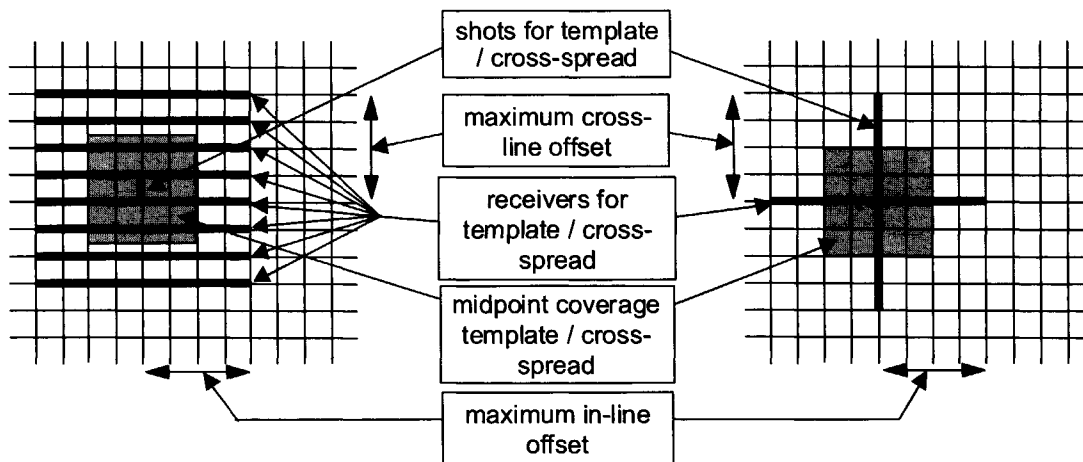 shots for template
/ cross-spread
maximum cross-
line offset
receivers for
template / cross-
spread
midpoint coverage
template / cross-
spread
maximum in-line
offset